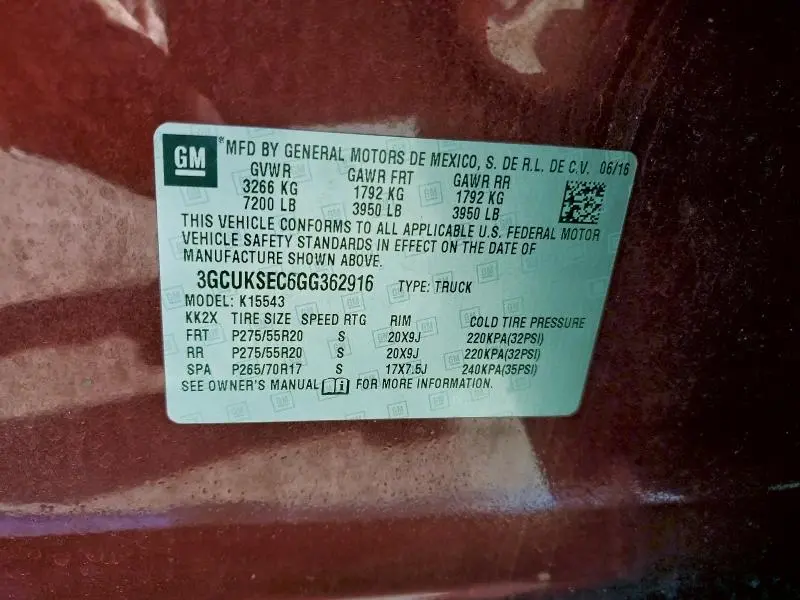 GM
MFD BY GENERAL MOTORS DE MEXICO, S. DE R.L. DE C.V. 06/16
GVWR GAWR FRT GAWR RR
3266 KG 1792 KG 1792 KG
7200 LB 3950 LB 3950 LB
THIS VEHICLE CONFORMS TO ALL APPLICABLE U.S. FEDERAL MOTOR
VEHICLE SAFETY STANDARDS IN EFFECT ON THE DATE OF
MANUFACTURE SHOWN ABOVE.
3GCUKSEC6GG362916 TYPE: TRUCK
MODEL: K15543
KK2X TIRE SIZE SPEED RTG RIM COLD TIRE PRESSURE
FRT P275/55R20 S 20X9J 220KPA(32PSI)
RR P275/55R20 S 20X9J 220KPA(32PSI)
SPA P265/70R17 S 17X7.5J 240KPA(35PSI)
SEE OWNER'S MANUAL i FOR MORE INFORMATION.